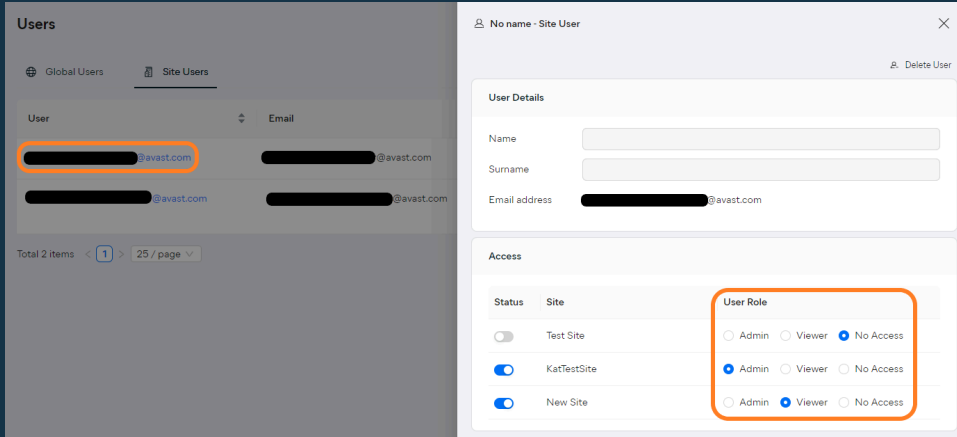 Users
Global Users
Site Users
User
Email
@avast.com
@avast.com
@avast.com
@avast.com
Total 2 items < 1 > 25 / page
No name - Site User
Delete User
User Details
Name
Surname
Email address
@avast.com
Access
Status Site User Role
Test Site Admin Viewer No Access
KatTestSite Admin Viewer No Access
New Site Admin Viewer No Access